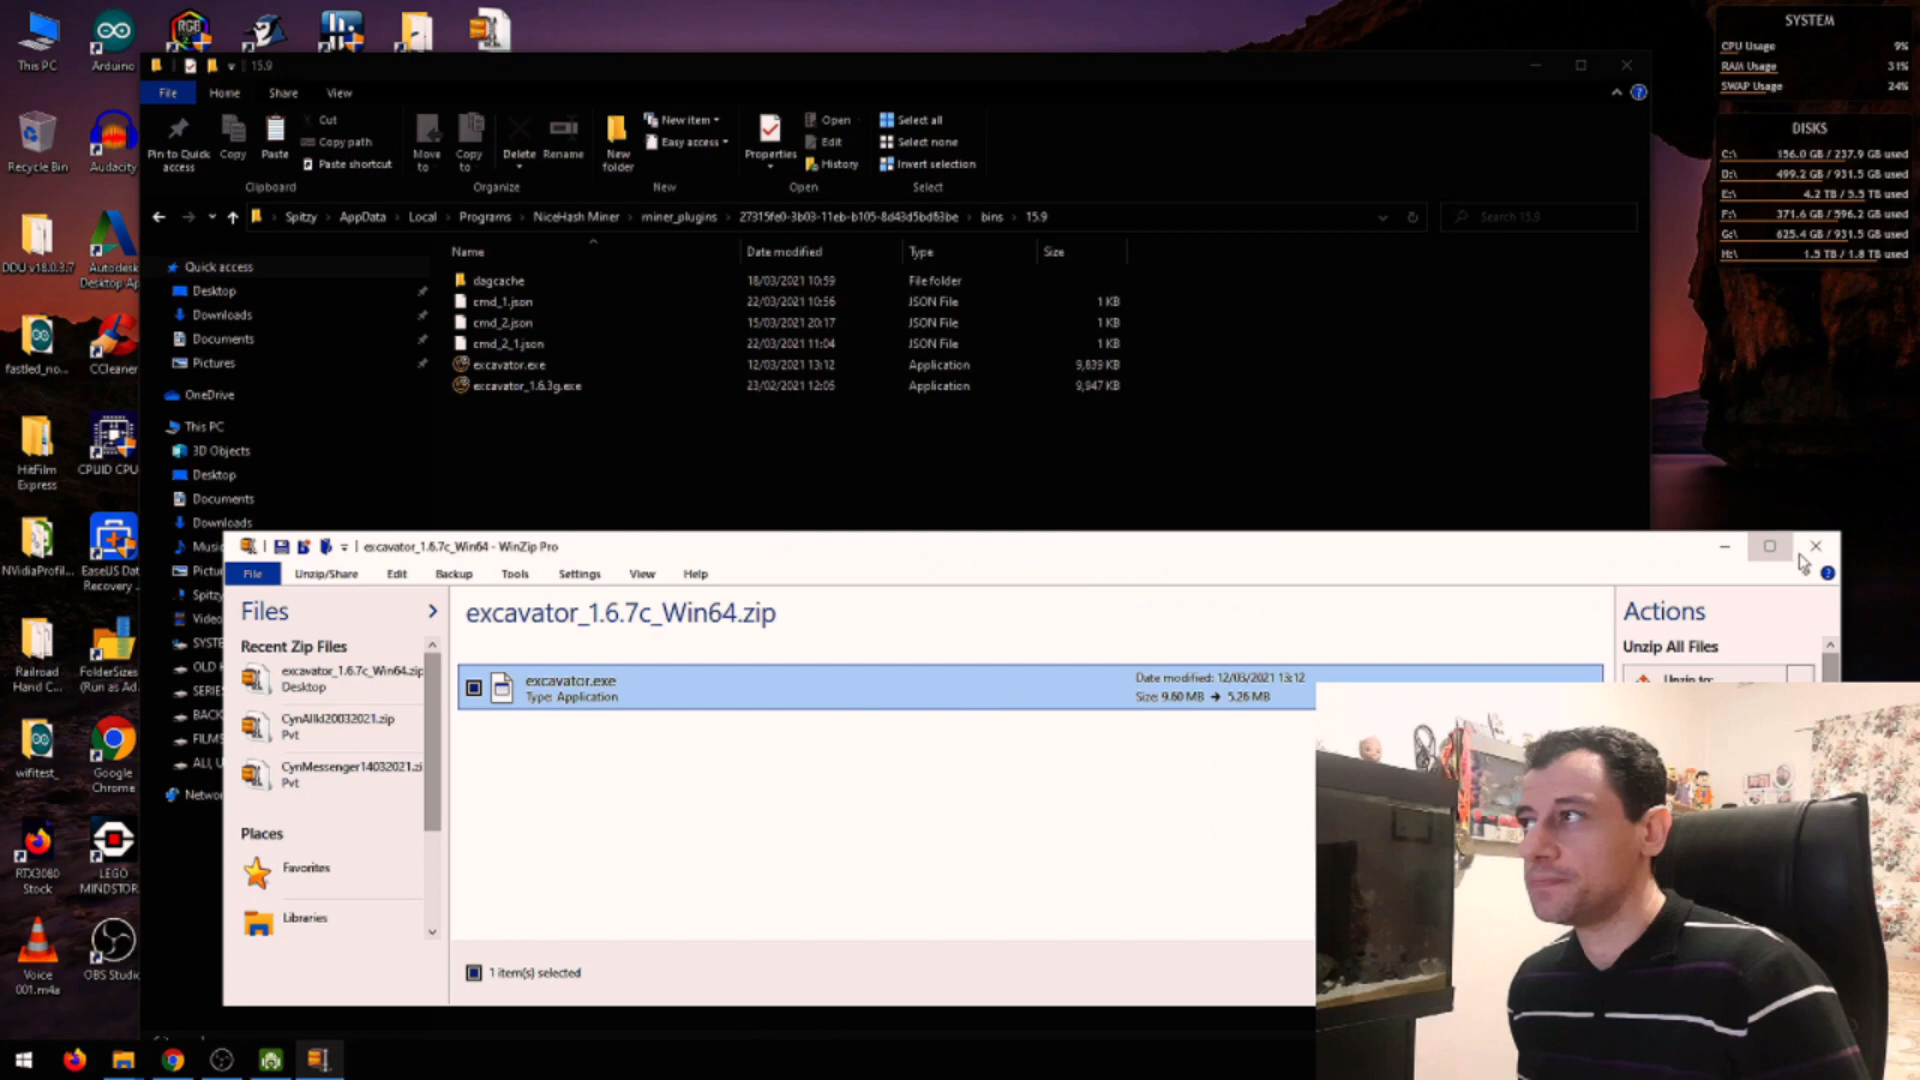 This PC
Arduino
RGB
15.9
File
Home
Share
View
Pin to Quick access
Copy
Paste
Cut
Copy path
Paste shortcut
Move to
Copy to
Delete
Rename
New folder
New item
Easy access
Properties
Open
Edit
History
Select all
Select none
Invert selection
Clipboard
Organize
New
Open
Select
Spitzy
AppData
Local
Programs
NiceHash Miner
miner_plugins
27315fe0-3b03-11eb-b105-8d43d5bd63be
bins
15.9
Search 15.9
Name
Date modified
Type
Size
dagcache 18/03/2021 10:59 File folder
cmd_1.json 22/03/2021 10:56 JSON File 1 KB
cmd_2.json 15/03/2021 20:17 JSON File 1 KB
cmd_2_1.json 22/03/2021 11:04 JSON File 1 KB
excavator.exe 12/03/2021 13:12 Application 9,839 KB
excavator_1.6.3g.exe 23/02/2021 12:05 Application 9,947 KB
Quick access
Desktop
Downloads
Documents
Pictures
OneDrive
This PC
3D Objects
Desktop
Documents
Downloads
Music
Pictu
Spitzy
Video
SYSTE
OLD
SERIE
BACK
FILMS
ALL U
Netwo
SYSTEM
CPU Usage 9%
RAM Usage 31%
SWAP Usage 24%
DISKS
C:\ 156.0 GB / 237.9 GB used
D:\ 499.2 GB / 931.5 GB used
E:\ 4.2 TB / 5.5 TB used
F:\ 371.6 GB / 596.2 GB used
G:\ 625.4 GB / 931.5 GB used
H:\ 1.5 TB / 1.8 TB used
Recycle Bin
Audacity
DDU v18.0.3.7
Autodesk Desktop Ap
fastled_no...
CCleaner
HitFilm Express
CPUID CPU
NVidiaProfil...
EaseUS Dat Recovery
Railroad Hand C...
FolderSizes (Run as Ad
wifitest_
Google Chrome
RTX3080 Stock
LEGO MINDSTOR
Voice 001.m4a
OBS Studio
excavator_1.6.7c_Win64 - WinZip Pro
File
Unzip/Share
Edit
Backup
Tools
Settings
View
Help
Files
Recent Zip Files
excavator_1.6.7c_Win64.zip
Desktop
CynAllId20032021.zip
Pvt
CynMessenger14032021.zi
Pvt
Places
Favorites
Libraries
excavator_1.6.7c_Win64.zip
excavator.exe
Type: Application
Date modified: 12/03/2021 13:12
Size: 9.60 MB → 5.26 MB
1 item(s) selected
Actions
Unzip All Files
Unzip to: